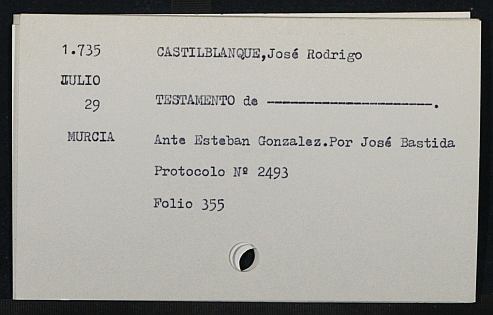 1.735 CASTILBLANQUE,José Rodrigo
JULIO
29 TESTAMENTO de ----------------------.
MURCIA Ante Esteban Gonzalez.Por José Bastida
Protocolo Nº 2493
Folio 355